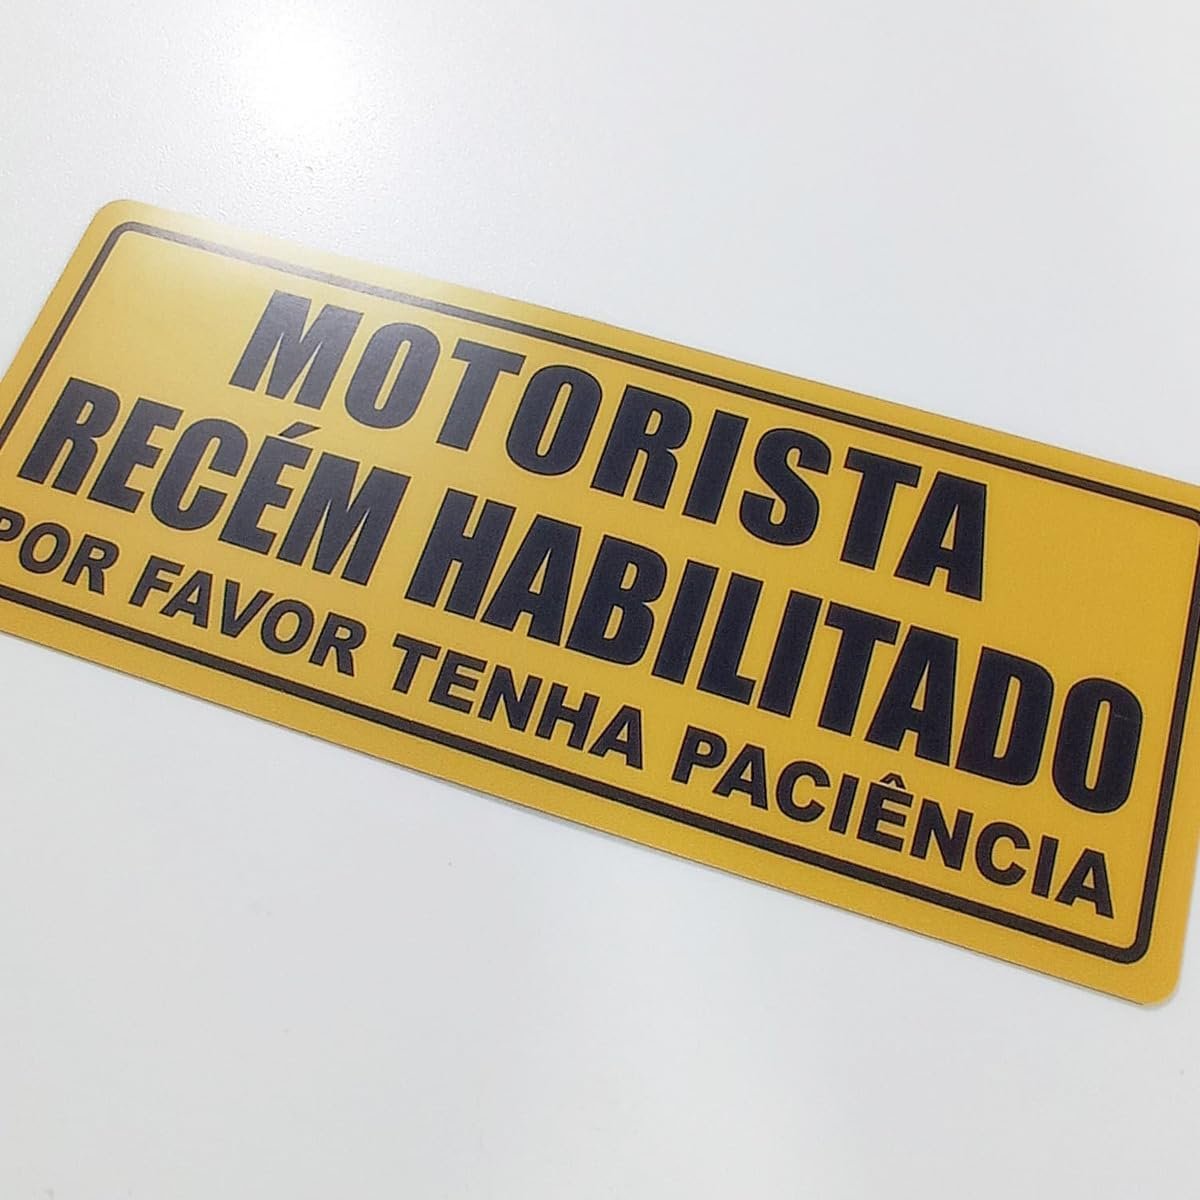 MOTORISTA
RECÉM HABILITADO
POR FAVOR TENHA PACIÊNCIA